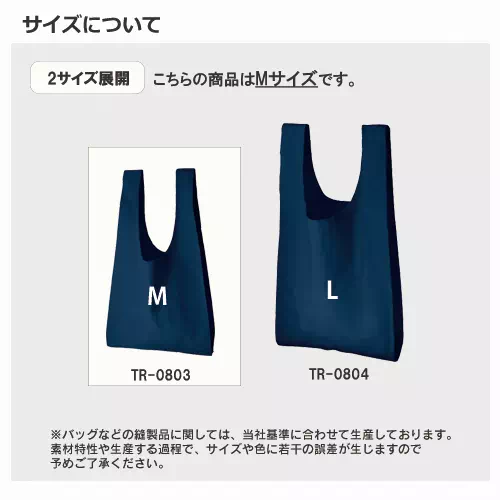 サイズについて
2サイズ展開
こちらの商品はMサイズです。
M
L
TR-0803
TR-0804
※バッグなどの縫製品に関しては、当社基準に合わせて生産しております。
素材特性や生産する過程で、サイズや色に若干の誤差が生じますので
予めご了承ください。